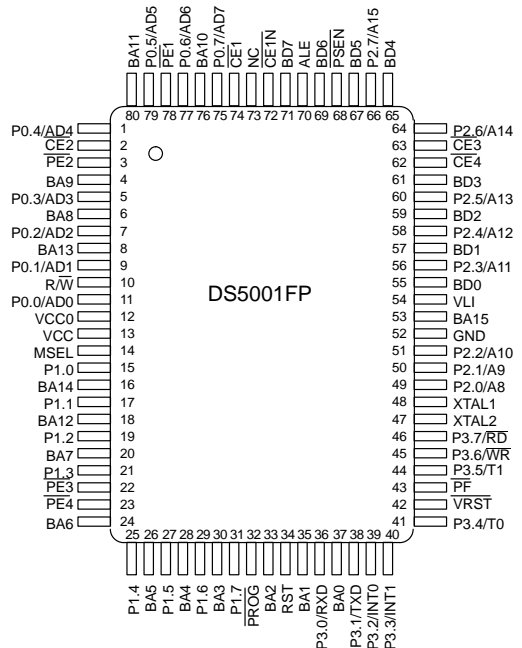 BA11
P0.5/AD5
PE1
P0.6/AD6
BA10
P0.7/AD7
CE1
NC
CE1N
BD7
ALE
BD6
PSEN
BD5
P2.7/A15
BD4
80 79 78 77 76 75 74 73 72 71 70 69 68 67 66 65
P0.4/AD4 1
CE2 2
PE2 3
BA9 4
P0.3/AD3 5
BA8 6
P0.2/AD2 7
BA13 8
P0.1/AD1 9
R/W 10
P0.0/AD0 11
VCC0 12
VCC 13
MSEL 14
P1.0 15
BA14 16
P1.1 17
BA12 18
P1.2 19
BA7 20
P1.3 21
PE3 22
PE4 23
BA6 24
DS5001FP
64 P2.6/A14
63 CE3
62 CE4
61 BD3
60 P2.5/A13
59 BD2
58 P2.4/A12
57 BD1
56 P2.3/A11
55 BD0
54 VLI
53 BA15
52 GND
51 P2.2/A10
50 P2.1/A9
49 P2.0/A8
48 XTAL1
47 XTAL2
46 P3.7/RD
45 P3.6/WR
44 P3.5/T1
43 PF
42 VRST
41 P3.4/T0
25 26 27 28 29 30 31 32 33 34 35 36 37 38 39 40
P1.4
BA5
P1.5
BA4
P1.6
BA3
P1.7
PROG
BA2
RST
BA1
P3.0/RXD
BA0
P3.1/TXD
P3.2/INT0
P3.3/INT1